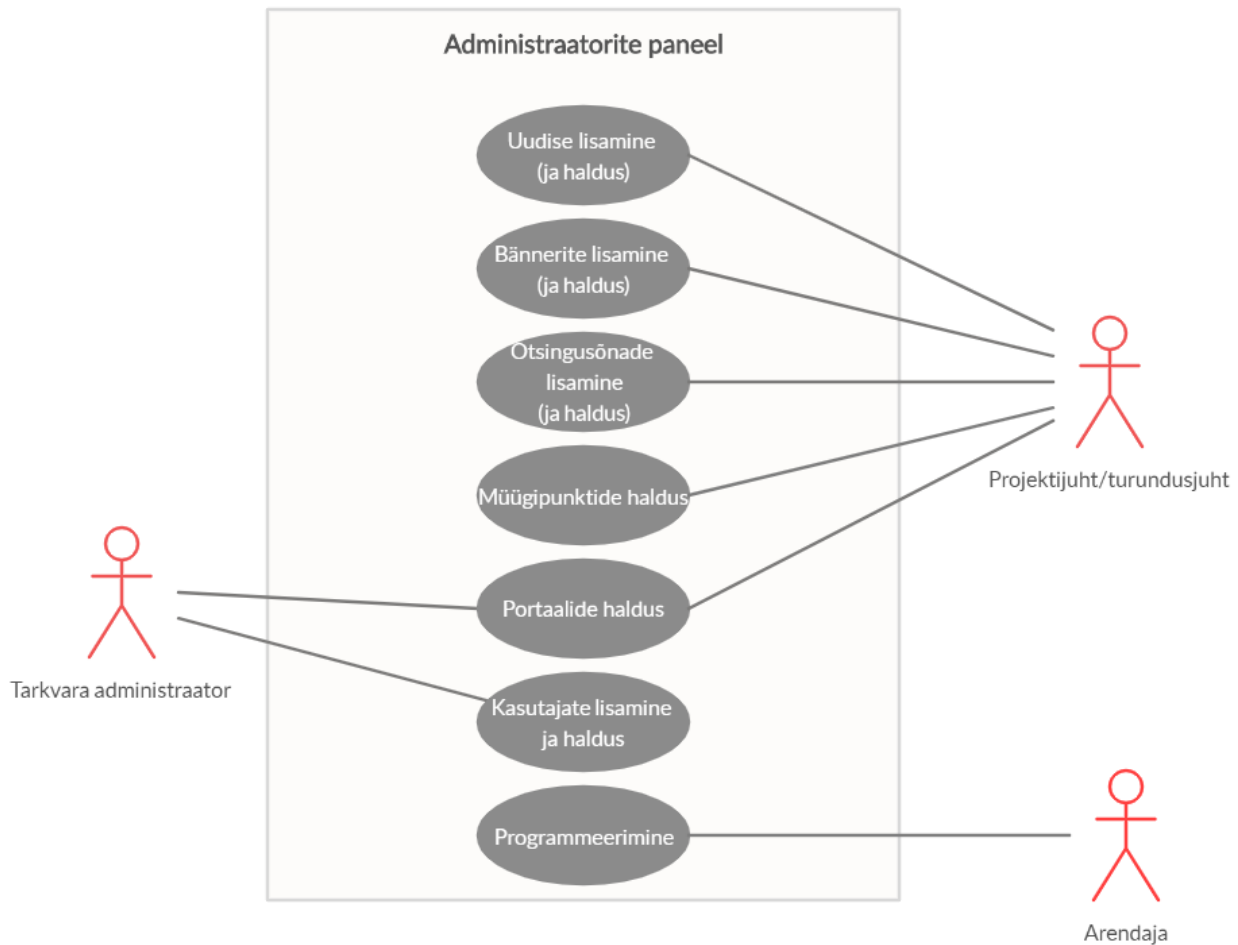 Administraatorite paneel
Uudise lisamine
(ja haldus)
Bännerite lisamine
(ja haldus)
Otsingusõnade
lisamine
(ja haldus)
Müügipunktide haldus
Projektijuht/turundusjuht
Portaalide haldus
Tarkvara administraator
Kasutajate lisamine
ja haldus
Programmeerimine
Arendaja